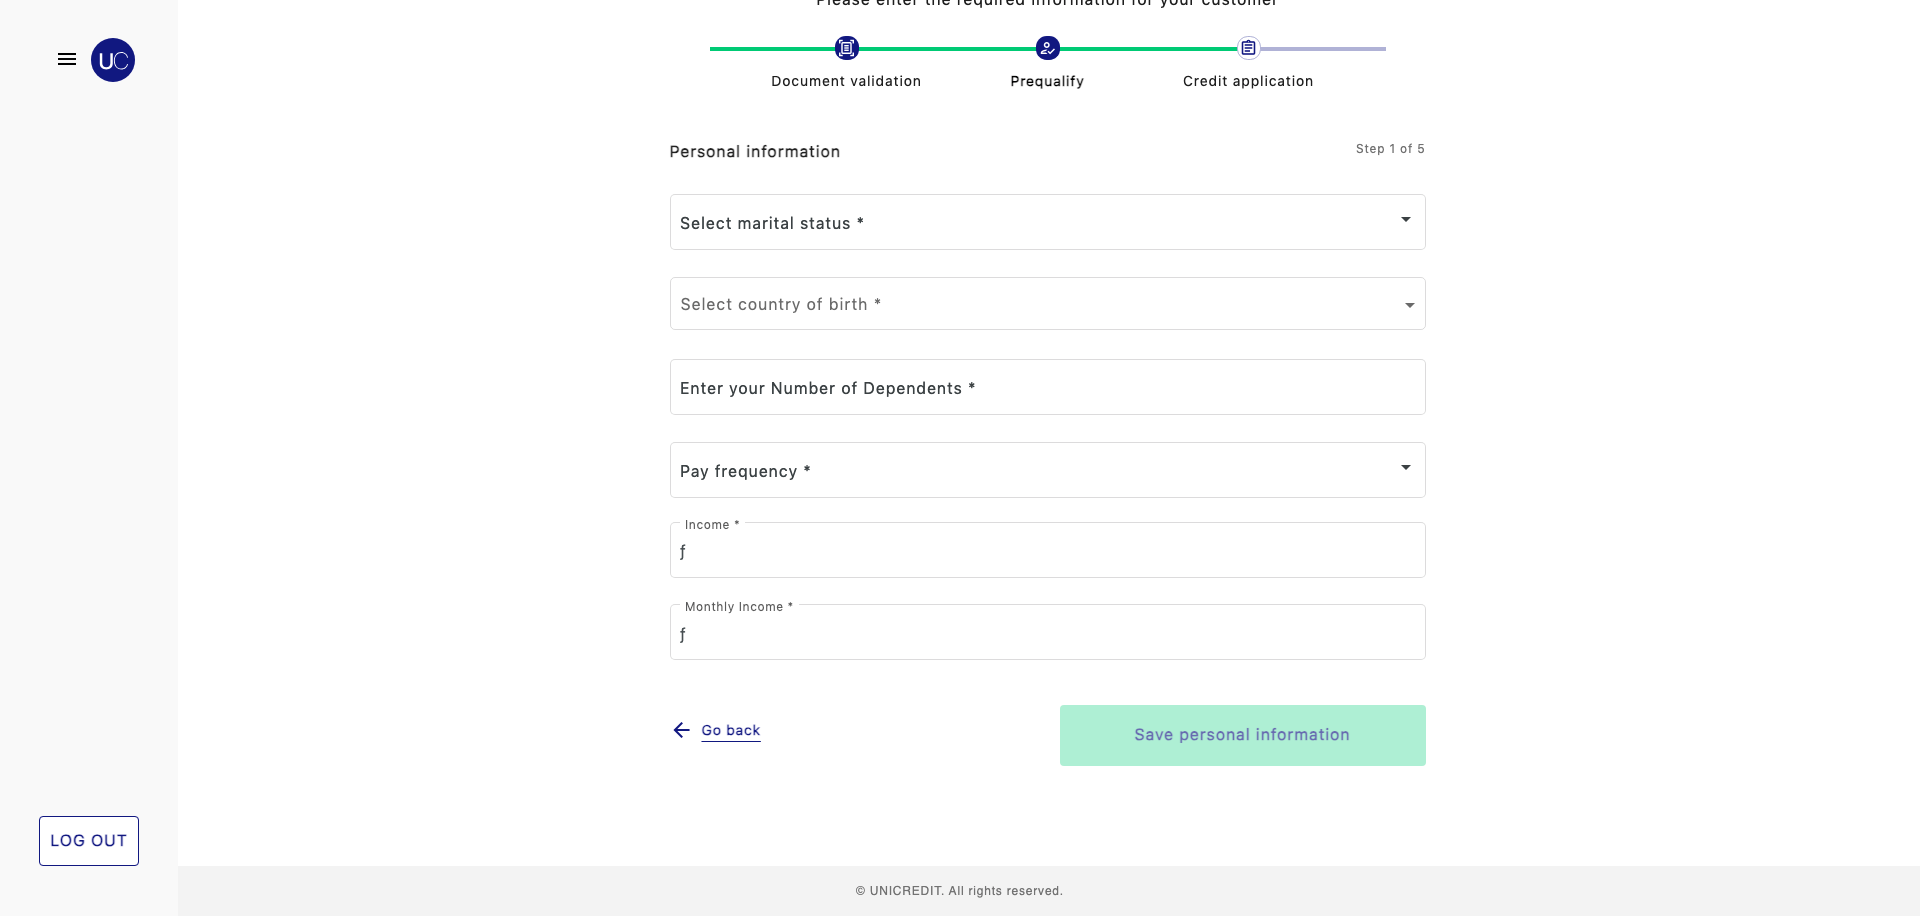 Please enter the required information for your customer
UC
Document validation
Prequalify
Credit application
Personal information
Step 1 of 5
Select marital status *
Select country of birth *
Enter your Number of Dependents *
Pay frequency *
Income *
ƒ
Monthly Income *
ƒ
Go back
Save personal information
LOG OUT
© UNICREDIT. All rights reserved.